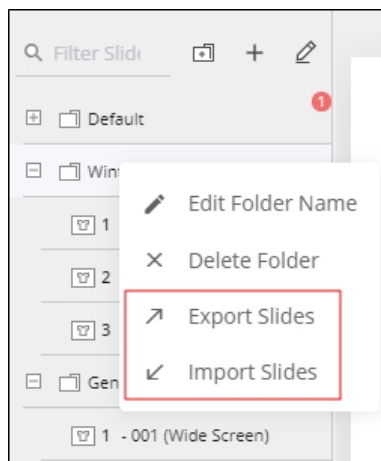 Filter Slid
1
Default
Win
Edit Folder Name
1
Delete Folder
2
Export Slides
3
Import Slides
Gen
1 - 001 (Wide Screen)